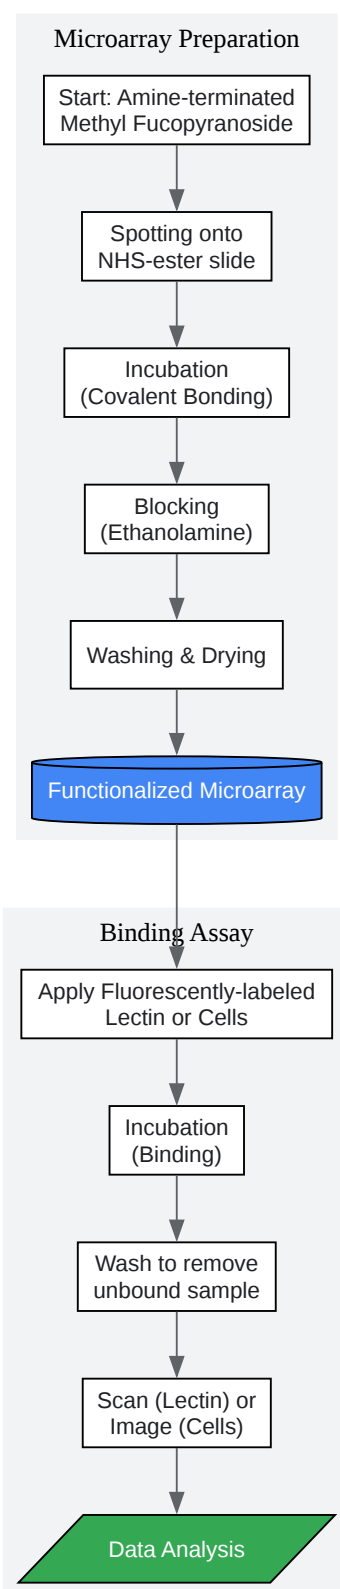 Microarray Preparation
Start: Amine-terminated
Methyl Fucopyranoside
Spotting onto
NHS-ester slide
Incubation
(Covalent Bonding)
Blocking
(Ethanolamine)
Washing & Drying
Functionalized Microarray
Binding Assay
Apply Fluorescently-labeled
Lectin or Cells
Incubation
(Binding)
Wash to remove
unbound sample
Scan (Lectin) or
Image (Cells)
Data Analysis